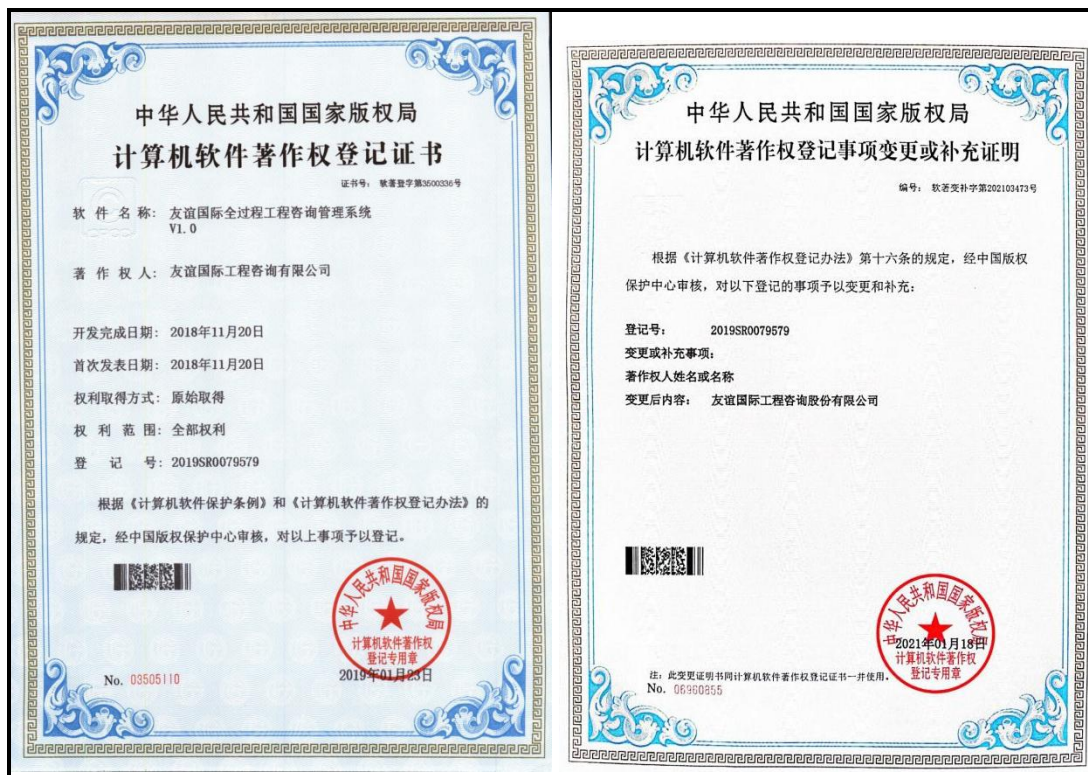 中华人民共和国国家版权局
计算机软件著作权登记证书
证书号： 软著登字第3500336号
软件名称： 友谊国际全过程工程咨询管理系统
V1.0
著作权人： 友谊国际工程咨询有限公司
开发完成日期： 2018年11月20日
首次发表日期： 2018年11月20日
权利取得方式： 原始取得
权利范围： 全部权利
登记号： 2019SR0079579
根据《计算机软件保护条例》和《计算机软件著作权登记办法》的
规定，经中国版权保护中心审核，对以上事项予以登记。
中华人民共和国国家版权局
计算机软件著作权
登记专用章
2019年01月23日
No. 03505110
中华人民共和国国家版权局
计算机软件著作权登记事项变更或补充证明
编号： 软著变补字第202103473号
根据《计算机软件著作权登记办法》第十六条的规定，经中国版权
保护中心审核，对以下登记的事项予以变更和补充：
登记号： 2019SR0079579
变更或补充事项：
著作权人姓名或名称
变更后内容： 友谊国际工程咨询股份有限公司
中华人民共和国国家版权局
2021年01月18日
计算机软件著作权
登记专用章
注：此变更证明书同计算机软件著作权登记证书一并使用。
No. 06960855